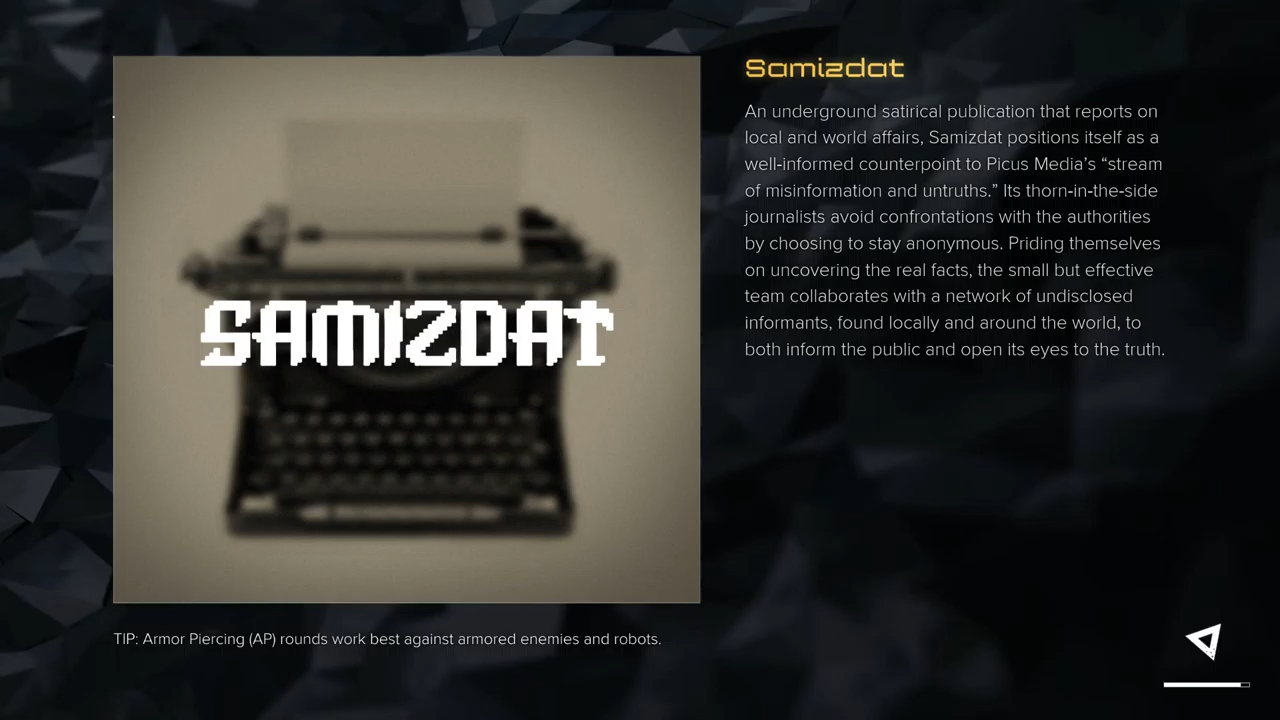 Samizdat
An underground satirical publication that reports on
local and world affairs, Samizdat positions itself as a
well-informed counterpoint to Picus Media’s “stream
of misinformation and untruths.” Its thorn-in-the-side
journalists avoid confrontations with the authorities
by choosing to stay anonymous. Priding themselves
on uncovering the real facts, the small but effective
team collaborates with a network of undisclosed
informants, found locally and around the world, to
both inform the public and open its eyes to the truth.
SAMIZDAT
TIP: Armor Piercing (AP) rounds work best against armored enemies and robots.